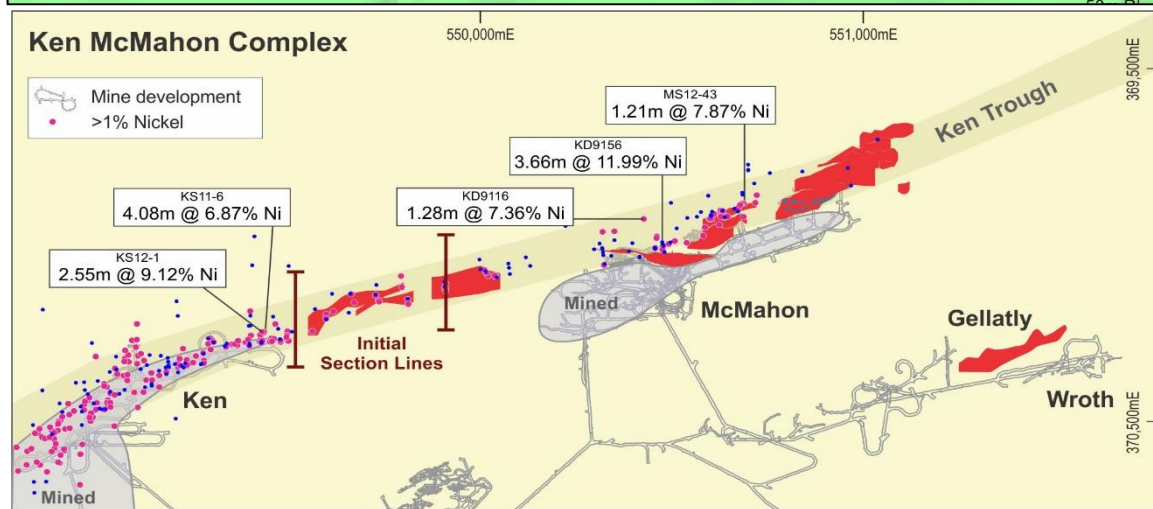 Ken McMahon Complex
550,000mE
551,000mE
369,500mE
Mine development
>1% Nickel
MS12-43
1.21m @ 7.87% Ni
Ken Trough
KD9156
3.66m @ 11.99% Ni
KS11-6
4.08m @ 6.87% Ni
KD9116
1.28m @ 7.36% Ni
KS12-1
2.55m @ 9.12% Ni
Mined
McMahon
Initial
Section Lines
Gellatly
Ken
Wroth
370,500mE
Mined